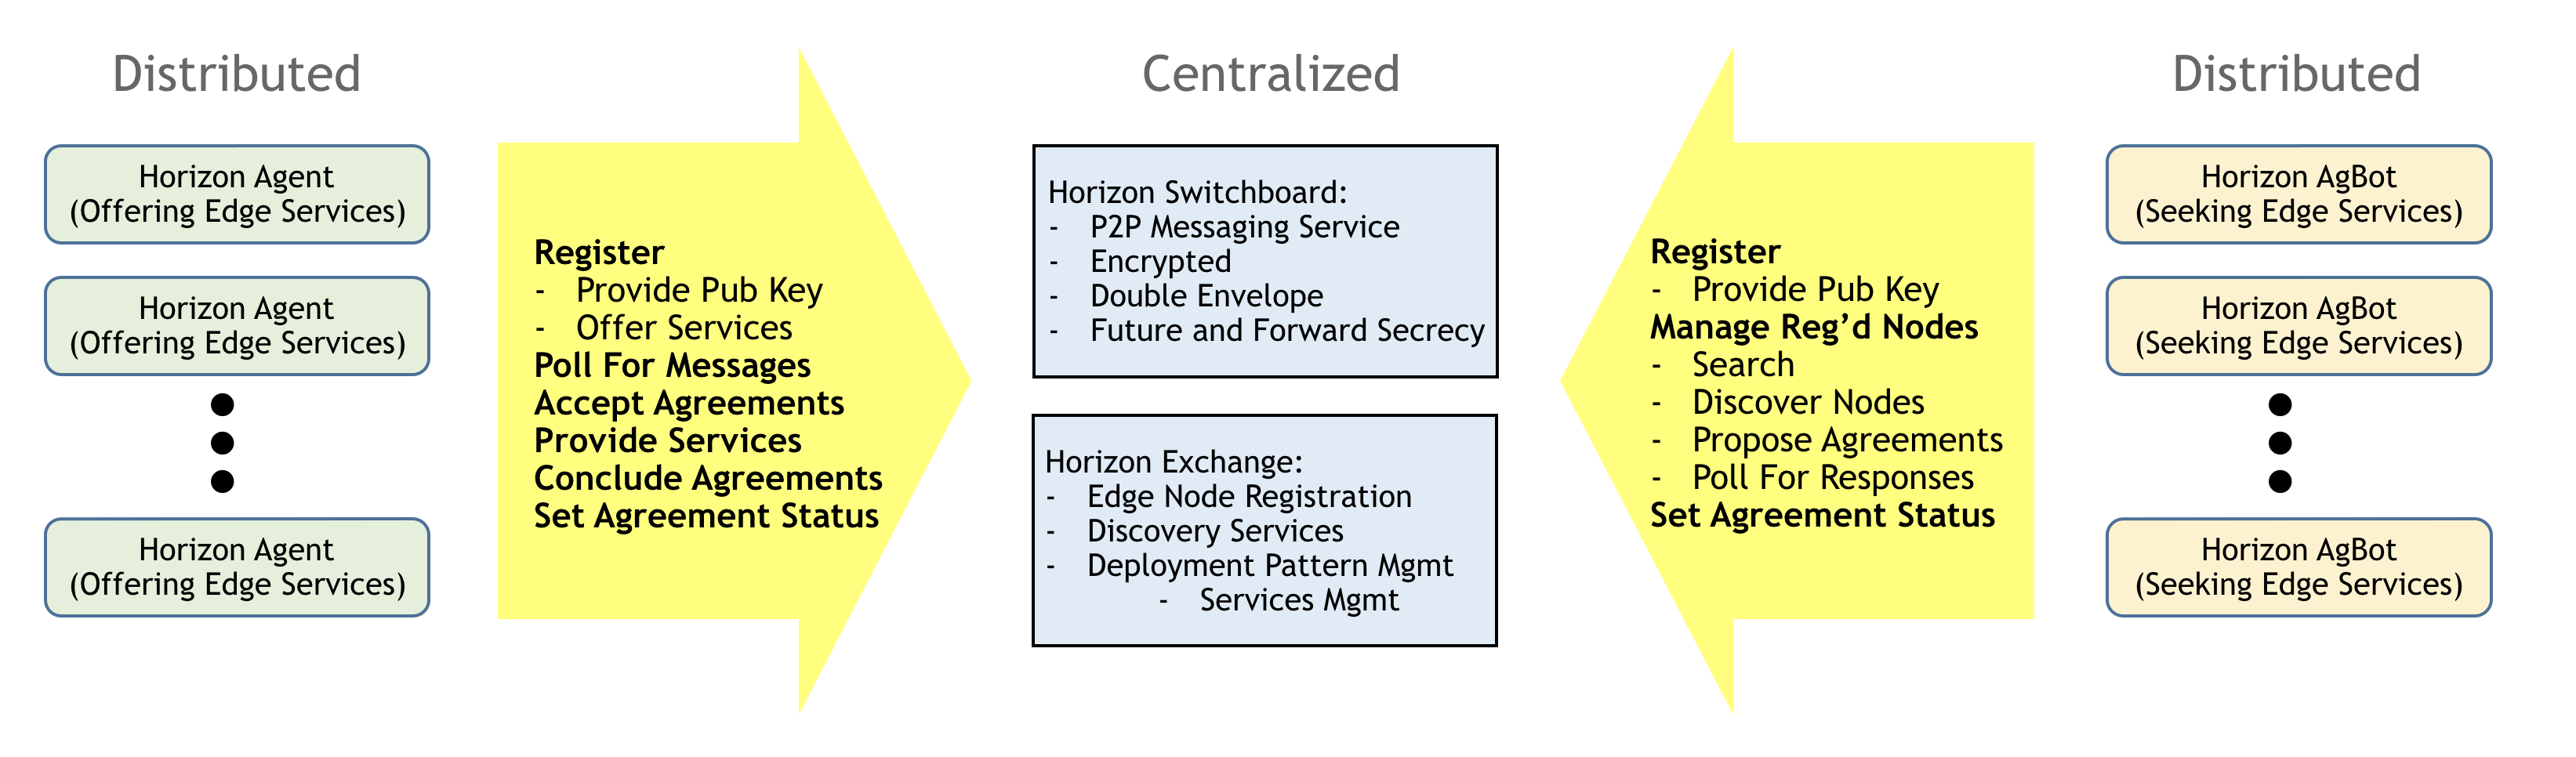 Distributed
Horizon Agent
(Offering Edge Services)
Horizon Agent
(Offering Edge Services)
Horizon Agent
(Offering Edge Services)
Register
- Provide Pub Key
- Offer Services
Poll For Messages
Accept Agreements
Provide Services
Conclude Agreements
Set Agreement Status
Centralized
Horizon Switchboard:
- P2P Messaging Service
- Encrypted
- Double Envelope
- Future and Forward Secrecy
Horizon Exchange:
- Edge Node Registration
- Discovery Services
- Deployment Pattern Mgmt
- Services Mgmt
Register
- Provide Pub Key
Manage Reg’d Nodes
- Search
- Discover Nodes
- Propose Agreements
- Poll For Responses
Set Agreement Status
Distributed
Horizon AgBot
(Seeking Edge Services)
Horizon AgBot
(Seeking Edge Services)
Horizon AgBot
(Seeking Edge Services)